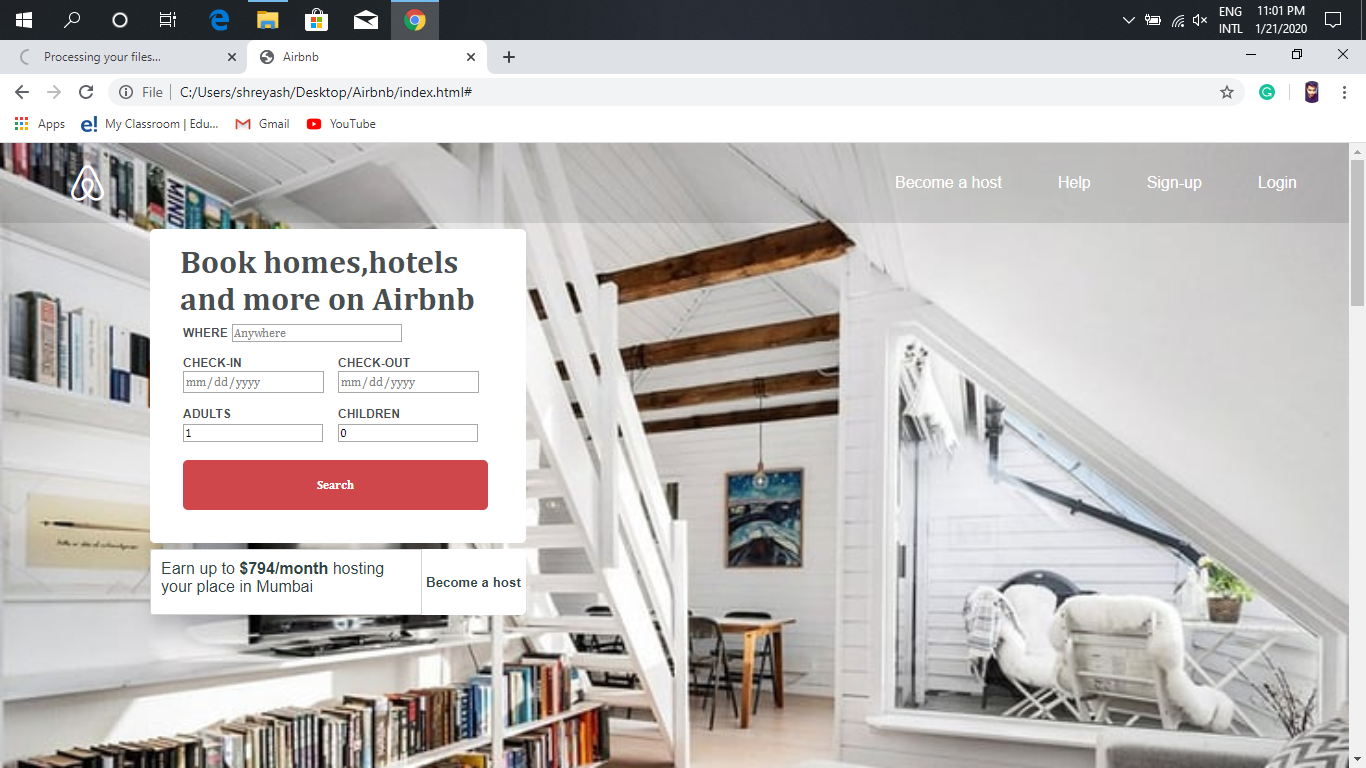 ENG 11:01 PM
INTL 1/21/2020
Processing your files...
Airbnb
File
C:/Users/shreyash/Desktop/Airbnb/index.html#
Apps
e! My Classroom | Edu...
Gmail
YouTube
MIND
Become a host
Help
Sign-up
Login
Book homes,hotels
and more on Airbnb
WHERE Anywhere
CHECK-IN CHECK-OUT
mm/dd/yyyy mm/dd/yyyy
ADULTS CHILDREN
1 0
Search
Earn up to $794/month hosting
your place in Mumbai
Become a host